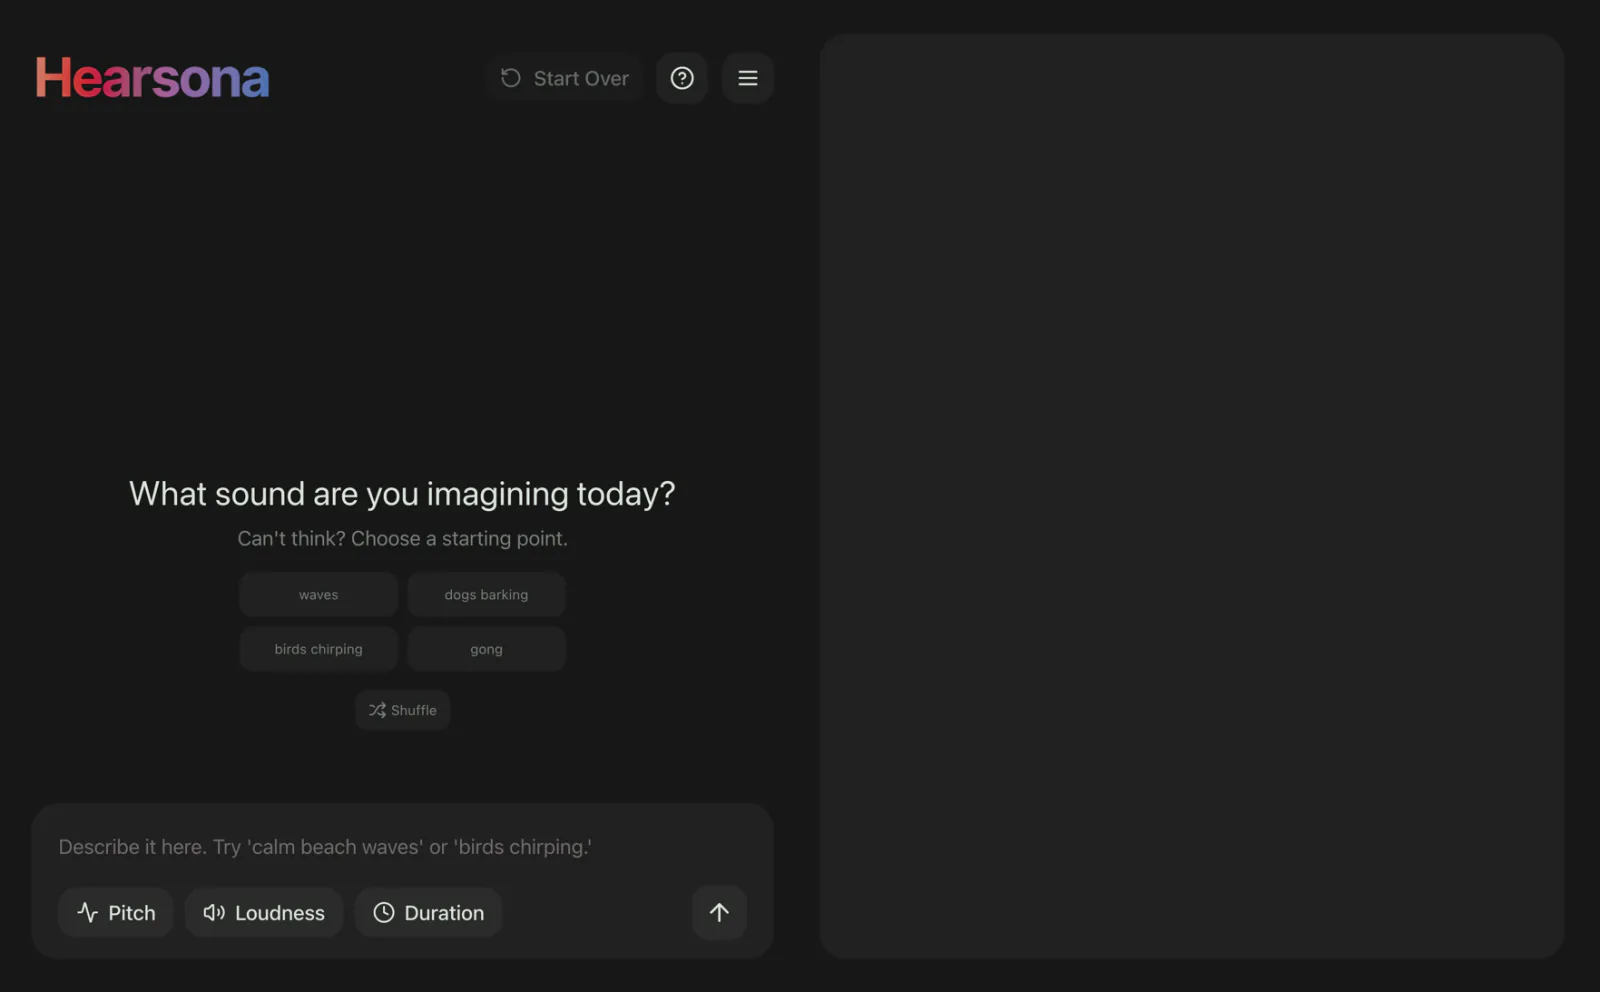 Hearsona
Start Over
What sound are you imagining today?
Can't think? Choose a starting point.
waves
dogs barking
birds chirping
gong
Shuffle
Describe it here. Try 'calm beach waves' or 'birds chirping.'
Pitch
Loudness
Duration